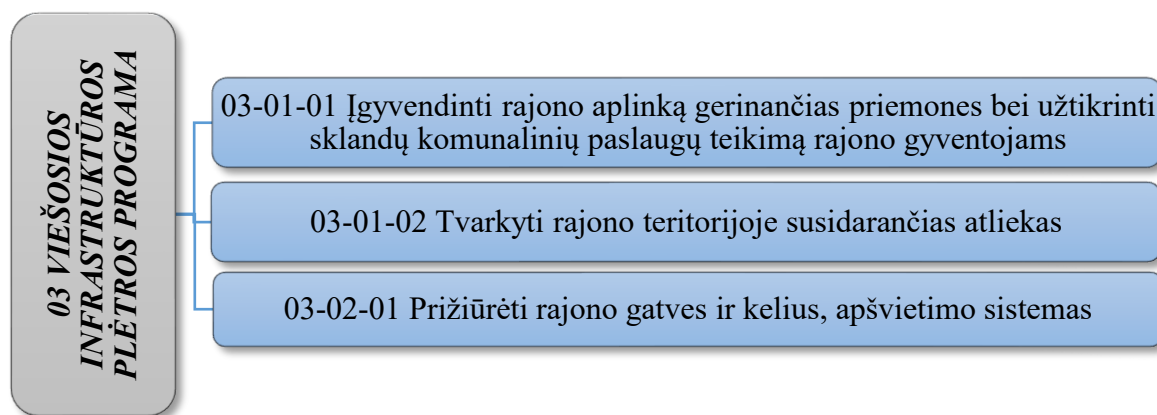 03 VIEŠOSIOS
INFRASTRUKTŪROS
PLĖTROS PROGRAMA
03-01-01 Įgyvendinti rajono aplinką gerinančias priemones bei užtikrinti
sklandų komunalinių paslaugų teikimą rajono gyventojams
03-01-02 Tvarkyti rajono teritorijoje susidarančias atliekas
03-02-01 Prižiūrėti rajono gatves ir kelius, apšvietimo sistemas